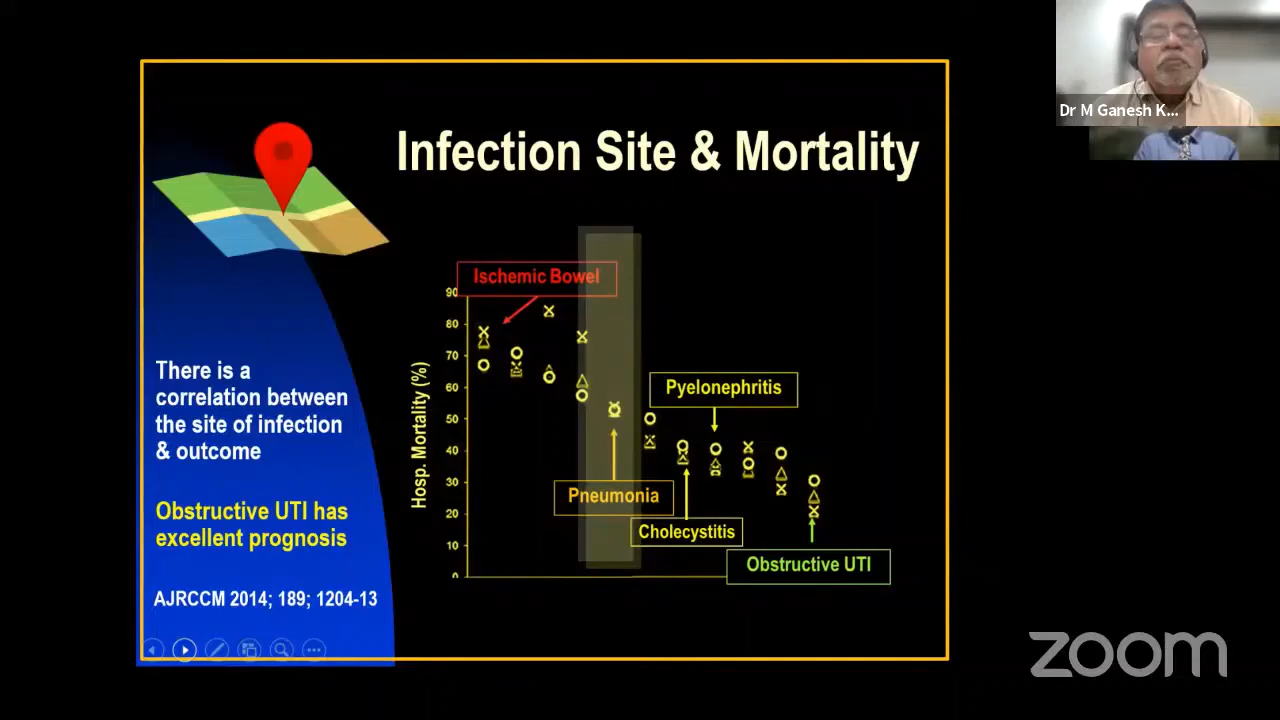 Dr M Ganesh K...
Infection Site & Mortality
Ischemic Bowel
90
80
70
60
50
40
30
20
10
0
Hosp. Mortality (%)
Pyelonephritis
Pneumonia
Cholecystitis
Obstructive UTI
There is a
correlation between
the site of infection
& outcome
Obstructive UTI has
excellent prognosis
AJRCCM 2014; 189; 1204-13
zoom